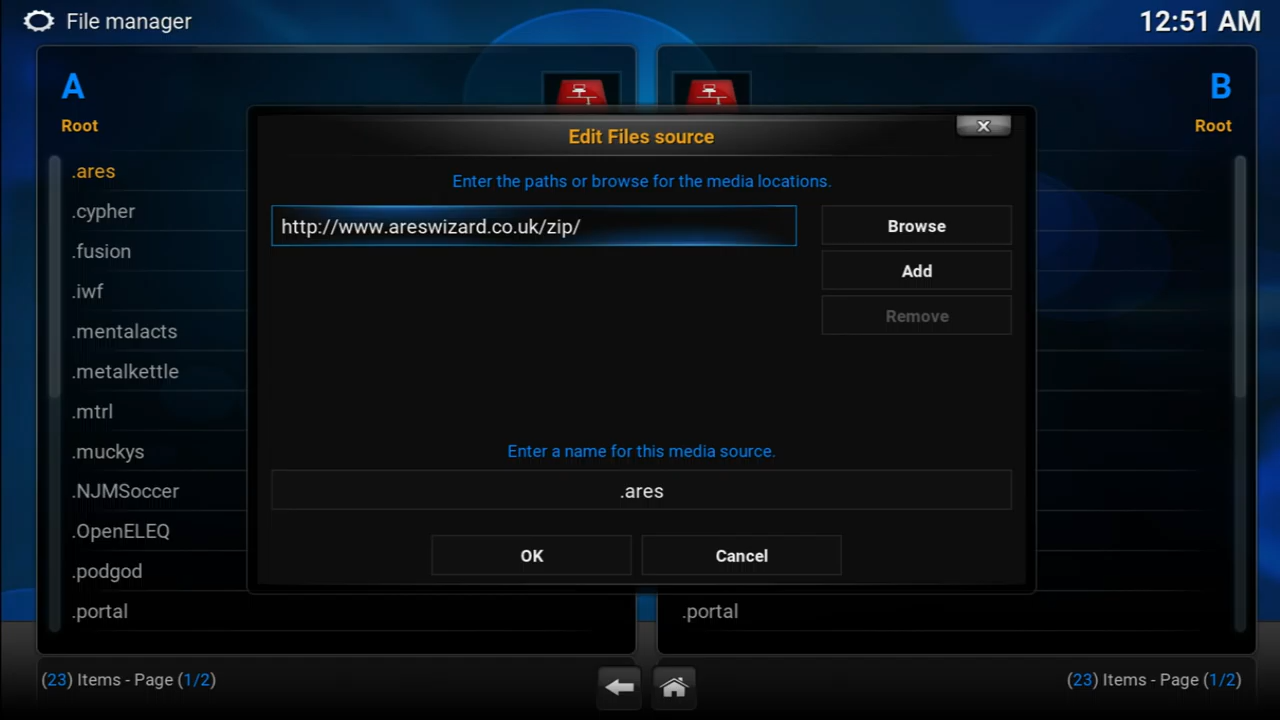 File manager
12:51 AM
A
B
Root
Root
Edit Files source
Enter the paths or browse for the media locations.
http://www.areswizard.co.uk/zip/
Browse
Add
Remove
Enter a name for this media source.
.ares
OK
Cancel
.ares
.cypher
.fusion
.iwf
.mentalacts
.metalkettle
.mtrl
.muckys
.NJMSoccer
.OpenELEQ
.podgod
.portal
.portal
(23) Items - Page (1/2)
(23) Items - Page (1/2)